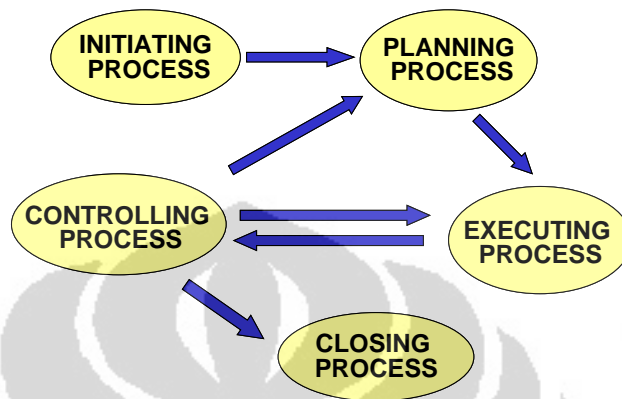 INITIATING
PROCESS
PLANNING
PROCESS
CONTROLLING
PROCESS
EXECUTING
PROCESS
CLOSING
PROCESS